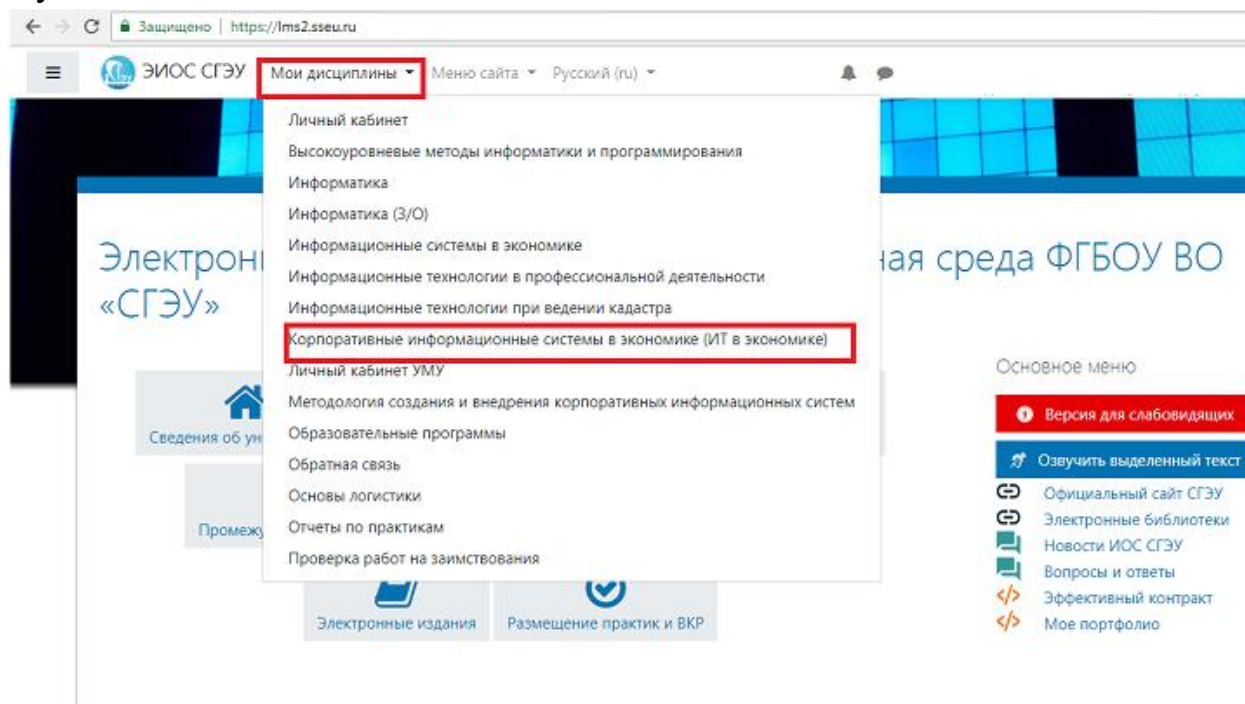 Защищено | https://lms2.sseu.ru
ЭИОС СГЭУ Мои дисциплины Меню сайта Русский (ru)
Личный кабинет
Высокоуровневые методы информатики и программирования
Информатика
Информатика (З/О)
Информационные системы в экономике
Информационные технологии в профессиональной деятельности
Информационные технологии при ведении кадастра
Корпоративные информационные системы в экономике (ИТ в экономике)
Личный кабинет УМУ
Методология создания и внедрения корпоративных информационных систем
Образовательные программы
Обратная связь
Основы логистики
Отчеты по практикам
Проверка работ на заимствования
среда ФГБОУ ВО
«СГЭУ»
Сведения об
Электронные издания
Размещение практик и ВКР
Основное меню
Версия для слабовидящих
Озвучить выделенный текст
Официальный сайт СГЭУ
Электронные библиотеки
Новости ИОС СГЭУ
Вопросы и ответы
Эффективный контракт
Мое портфолио